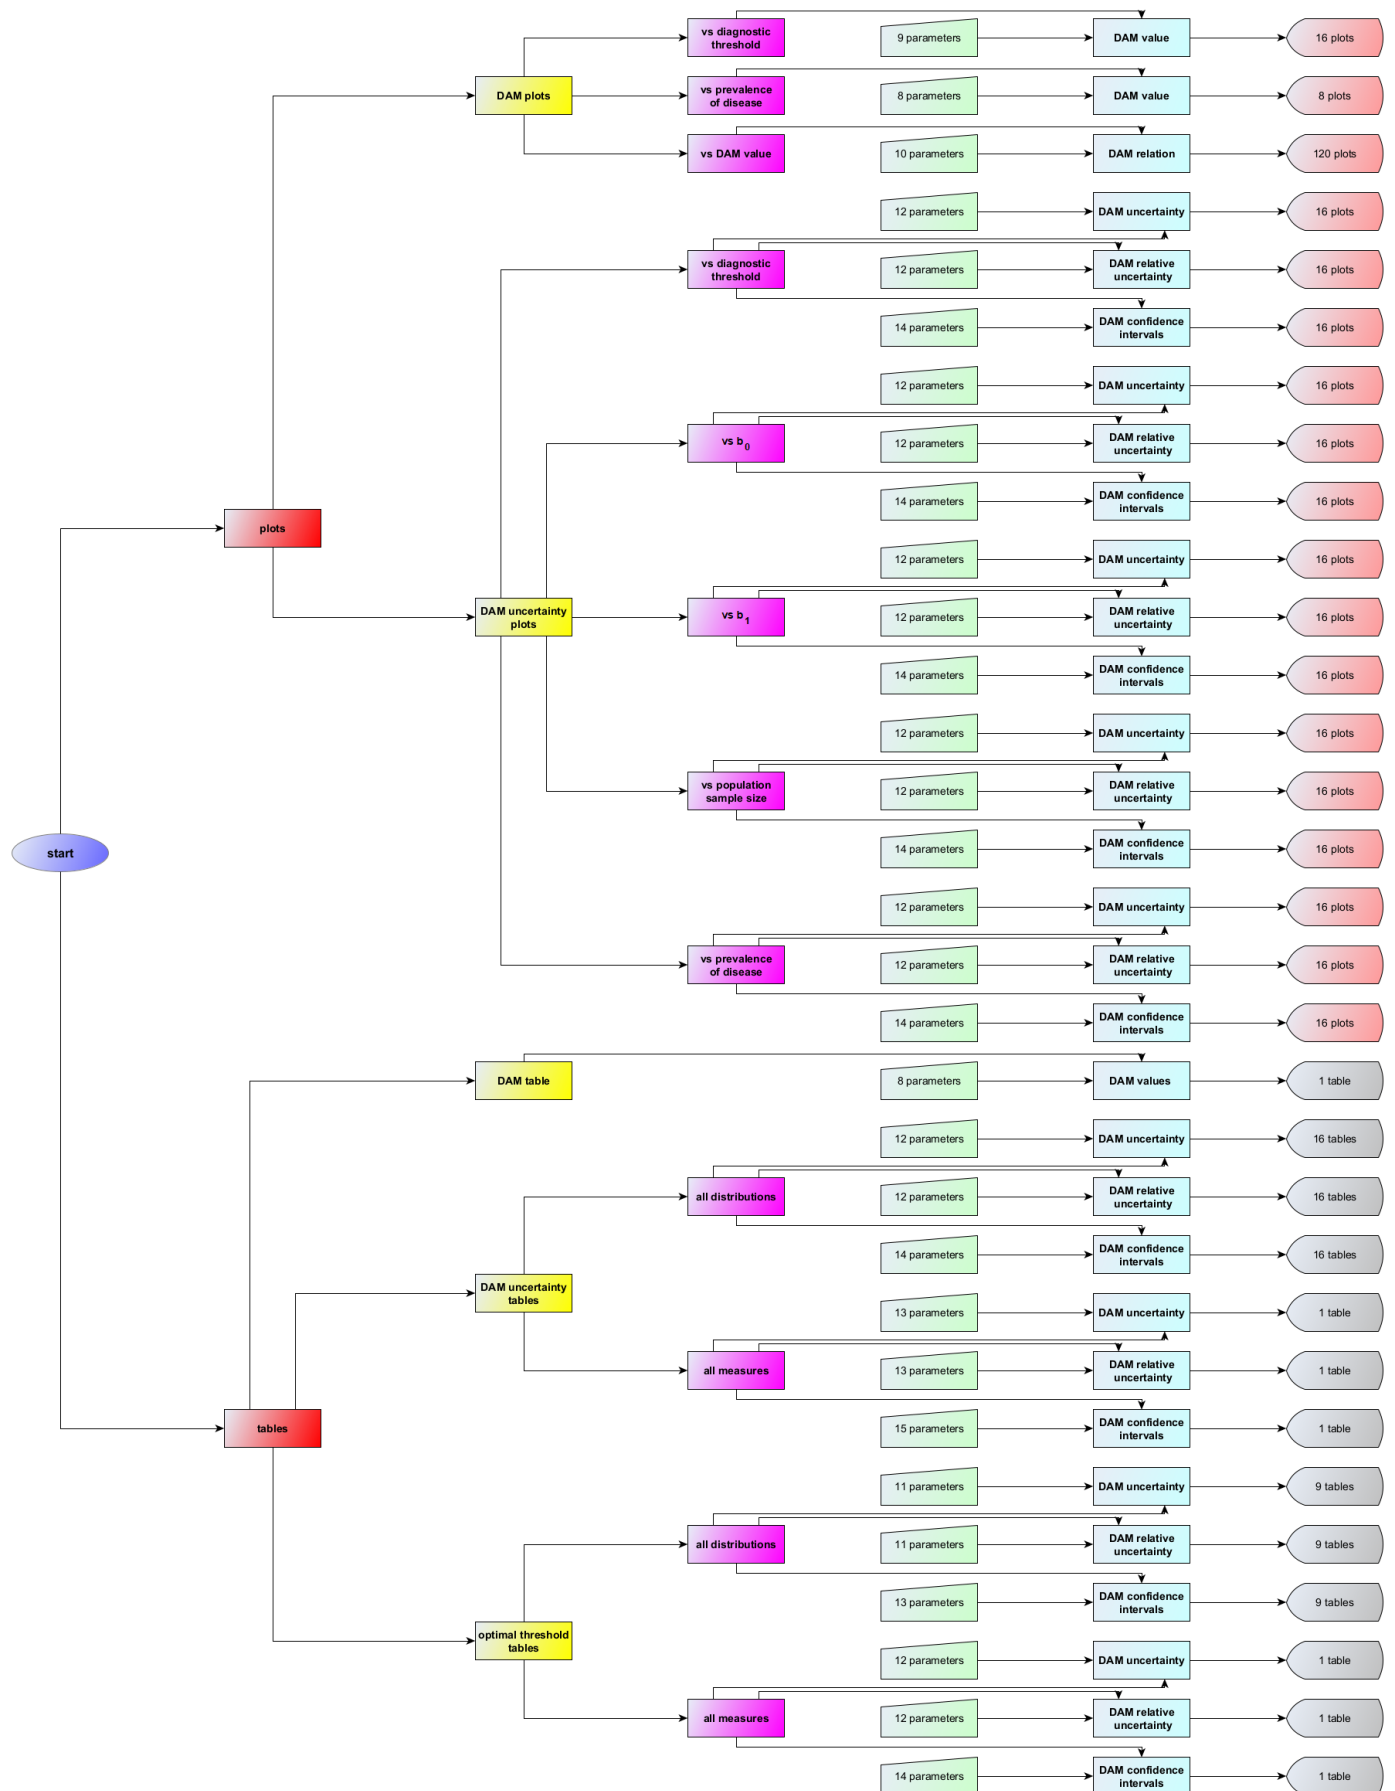 vs diagnostic
threshold
9 parameters
DAM value
16 plots
DAM plots
vs prevalence
of disease
8 parameters
DAM value
8 plots
vs DAM value
10 parameters
DAM relation
120 plots
12 parameters
DAM uncertainty
16 plots
vs diagnostic
threshold
12 parameters
DAM relative
uncertainty
16 plots
14 parameters
DAM confidence
intervals
16 plots
12 parameters
DAM uncertainty
16 plots
vs b0
12 parameters
DAM relative
uncertainty
16 plots
14 parameters
DAM confidence
intervals
16 plots
plots
12 parameters
DAM uncertainty
16 plots
DAM uncertainty
plots
vs b1
12 parameters
DAM relative
uncertainty
16 plots
14 parameters
DAM confidence
intervals
16 plots
12 parameters
DAM uncertainty
16 plots
vs population
sample size
12 parameters
DAM relative
uncertainty
16 plots
start
14 parameters
DAM confidence
intervals
16 plots
12 parameters
DAM uncertainty
16 plots
vs prevalence
of disease
12 parameters
DAM relative
uncertainty
16 plots
14 parameters
DAM confidence
intervals
16 plots
DAM table
8 parameters
DAM values
1 table
12 parameters
DAM uncertainty
16 tables
all distributions
12 parameters
DAM relative
uncertainty
16 tables
14 parameters
DAM confidence
intervals
16 tables
DAM uncertainty
tables
13 parameters
DAM uncertainty
1 table
all measures
13 parameters
DAM relative
uncertainty
1 table
tables
15 parameters
DAM confidence
intervals
1 table
11 parameters
DAM uncertainty
9 tables
all distributions
11 parameters
DAM relative
uncertainty
9 tables
13 parameters
DAM confidence
intervals
9 tables
optimal threshold
tables
12 parameters
DAM uncertainty
1 table
all measures
12 parameters
DAM relative
uncertainty
1 table
14 parameters
DAM confidence
intervals
1 table